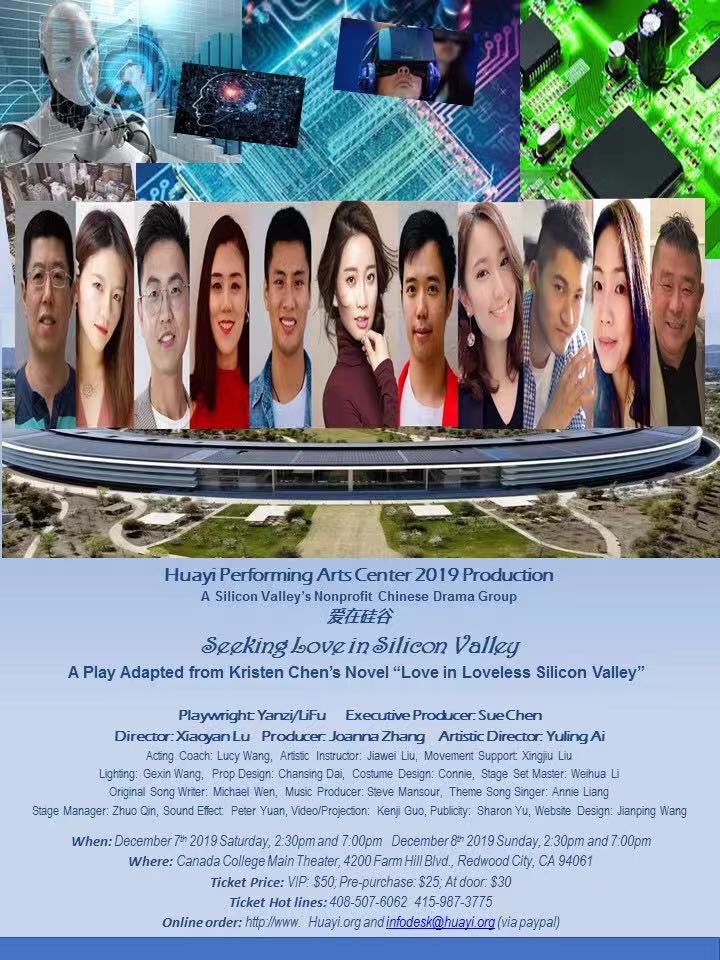 Huayi Performing Arts Center 2019 Production
A Silicon Valley's Nonprofit Chinese Drama Group
爱在硅谷
Seeking Love in Silicon Valley
A Play Adapted from Kristen Chen's Novel "Love in Loveless Silicon Valley"
Playwright: Yanzi/LiFu Executive Producer: Sue Chen
Director: Xiaoyan Lu Producer: Joanna Zhang Artistic Director: Yuling Ai
Acting Coach: Lucy Wang, Artistic Instructor: Jiawei Liu, Movement Support: Xingjiu Liu
Lighting: Gexin Wang, Prop Design: Chansing Dai, Costume Design: Connie, Stage Set Master: Weihua Li
Original Song Writer: Michael Wen, Music Producer: Steve Mansour, Theme Song Singer: Annie Liang
Stage Manager: Zhuo Qin, Sound Effect: Peter Yuan, Video/Projection: Kenji Guo, Publicity: Sharon Yu, Website Design: Jianping Wang
When: December 7th 2019 Saturday, 2:30pm and 7:00pm December 8th 2019 Sunday, 2:30pm and 7:00pm
Where: Canada College Main Theater, 4200 Farm Hill Blvd., Redwood City, CA 94061
Ticket Price: VIP: $50; Pre-purchase: $25; At door: $30
Ticket Hot lines: 408-507-6062 415-987-3775
Online order: http://www. Huayi.org and infodesk@huayi.org (via paypal)